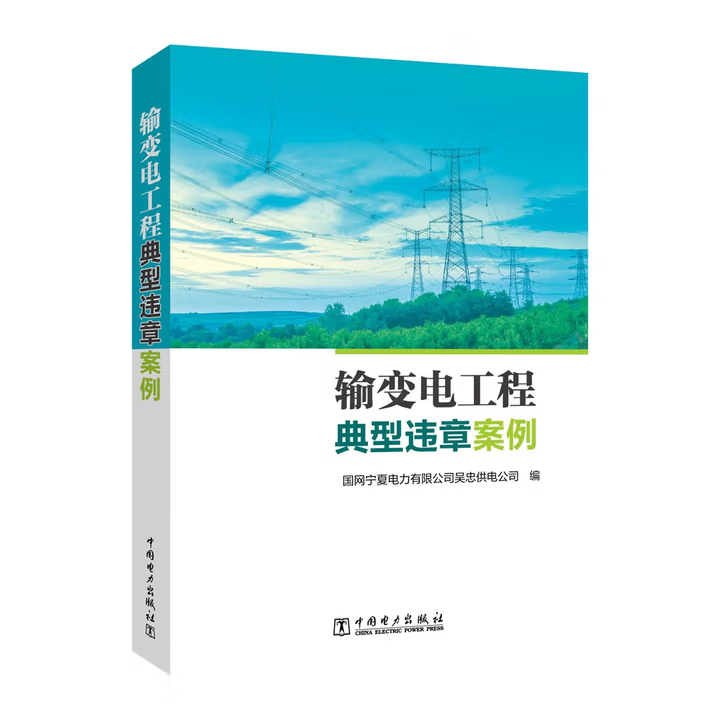 输变电工程典型违章案例
中国电力出版社
输变电工程
典型违章案例
国网宁夏电力有限公司吴忠供电公司 编
中国电力出版社
CHINA ELECTRIC POWER PRESS